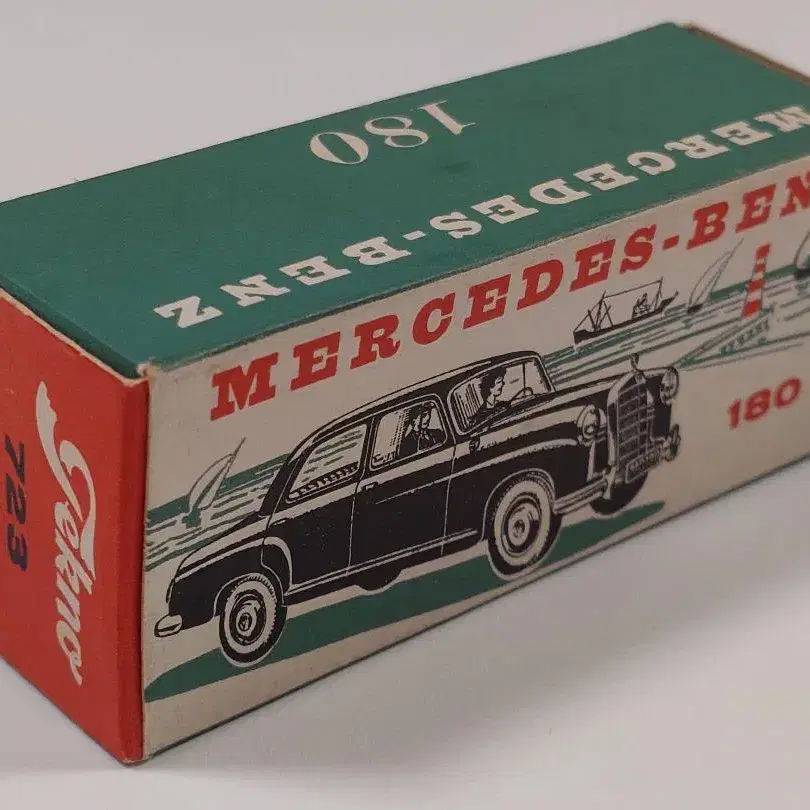 180
MERCEDES-BENZ
MERCEDES-BEN
180
Tekno
723